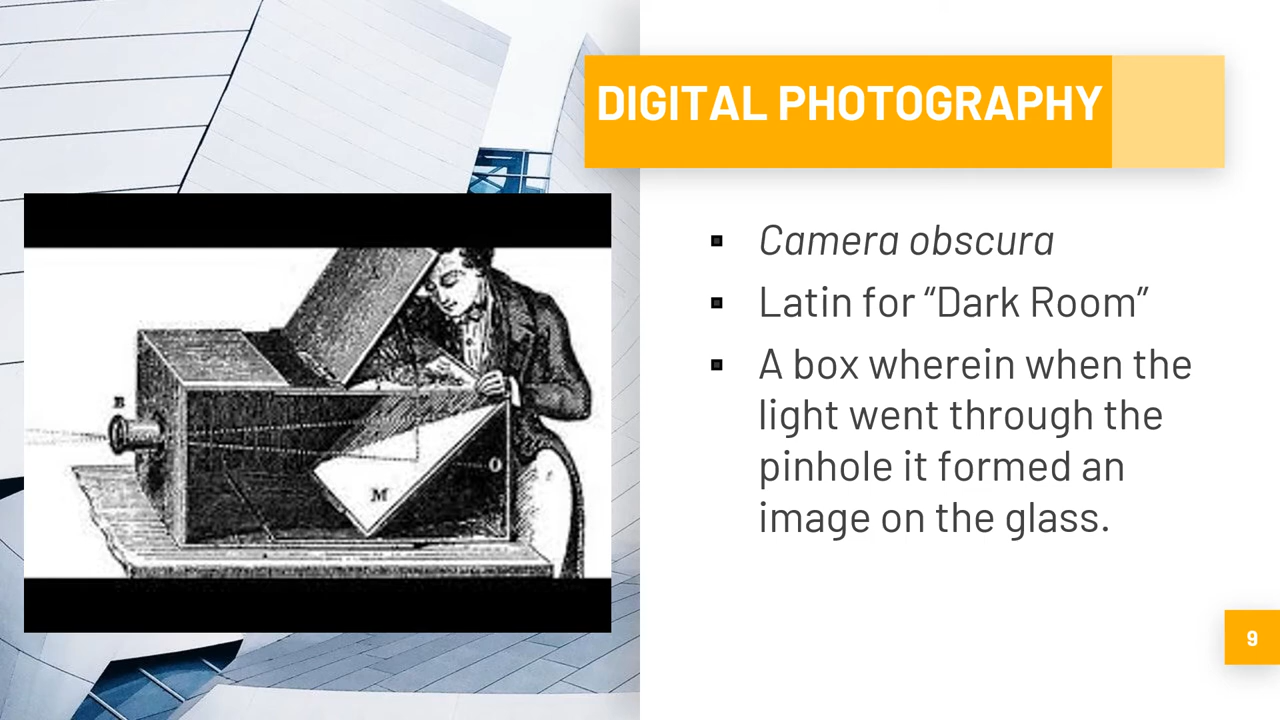 DIGITAL PHOTOGRAPHY
Camera obscura
Latin for “Dark Room”
A box wherein when the
light went through the
pinhole it formed an
image on the glass.
B
O
M
9